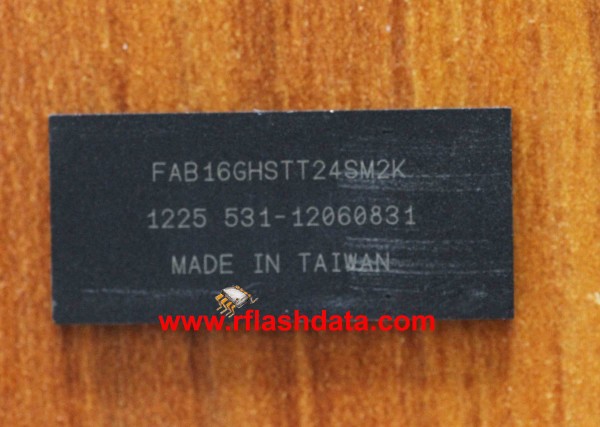 FAB16GHSTT24SM2K
1225 531-12060831
MADE IN TAIWAN
www.rflashdata.com